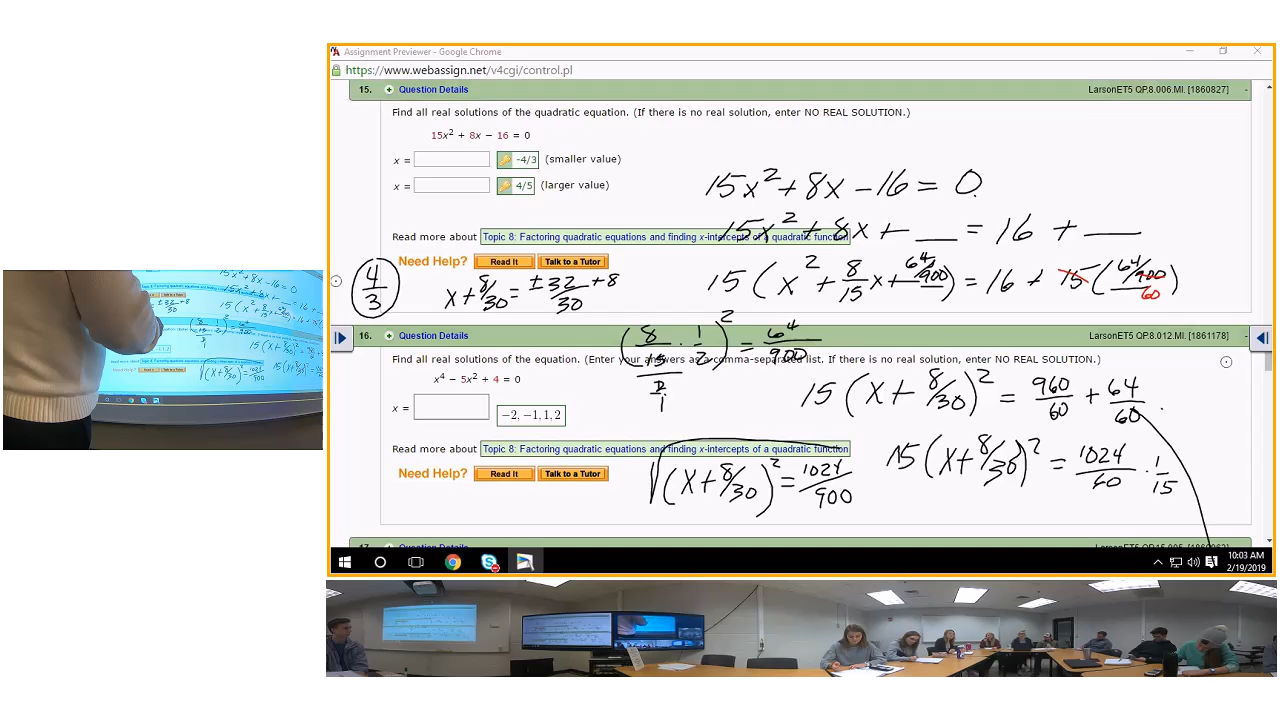 Assignment Previewer - Google Chrome
https://www.webassign.net/v4cgi/control.pl
15. Question Details LarsonET5 QP.8.006.MI. [1860827] -
Find all real solutions of the quadratic equation. (If there is no real solution, enter NO REAL SOLUTION.)
15x² + 8x − 16 = 0
x = -4/3 (smaller value)
x = 4/5 (larger value)
15x² + 8x − 16 = 0
15x² + 8x + __ = 16 + __
Read more about Topic 8: Factoring quadratic equations and finding x-intercepts of a quadratic function
Need Help? Read It Talk to a Tutor
15 ( x² + 8/15 x + 64/900 ) = 16 + 15 ( 64/900 )
60
4/3
x + 8/30 = ± 32/30 + 8
( 8/15 · 1/2 )² = 64/900
16. Question Details LarsonET5 QP.8.012.MI. [1861178] -
Find all real solutions of the equation. (Enter your answers as a comma-separated list. If there is no real solution, enter NO REAL SOLUTION.)
x⁴ − 5x² + 4 = 0
x = −2, −1, 1, 2
15 ( x + 8/30 )² = 960/60 + 64/60
Read more about Topic 8: Factoring quadratic equations and finding x-intercepts of a quadratic function
Need Help? Read It Talk to a Tutor
15 ( x + 8/30 )² = 1024/60 · 1/15
√( x + 8/30 )² = 1024/900
Question Details
10:03 AM
2/19/2019